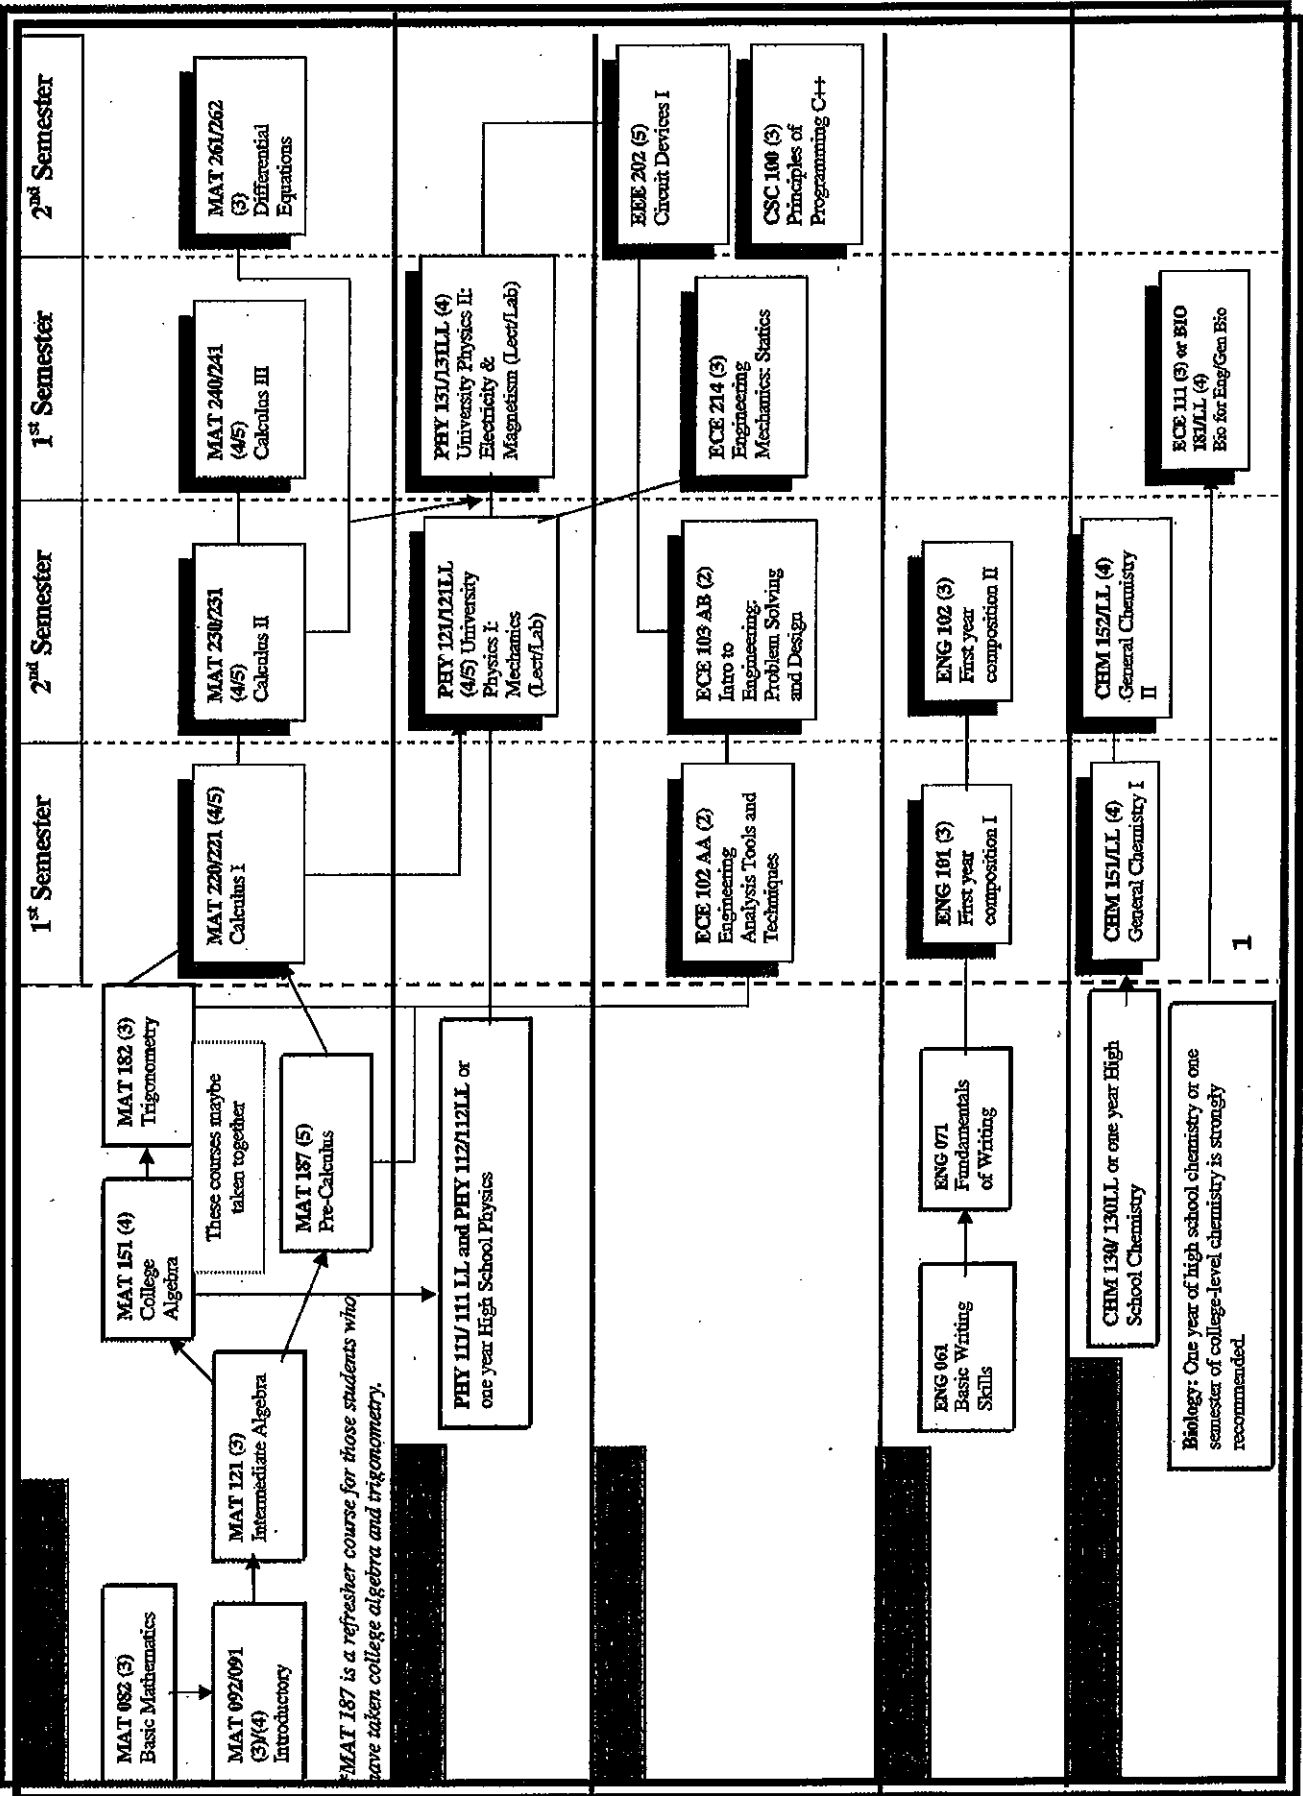 1st Semester
2nd Semester
1st Semester
2nd Semester
MAT 082 (3)
Basic Mathematics
MAT 092/091
(3)/(4)
Introductory
MAT 121 (3)
Intermediate Algebra
MAT 151 (4)
College
Algebra
MAT 182 (3)
Trigonometry
These courses maybe
taken together
MAT 187 (5)
Pre-Calculus
MAT 220/221 (4/5)
Calculus I
MAT 230/231
(4/5)
Calculus II
MAT 240/241
(4/5)
Calculus III
MAT 261/262
(3)
Differential
Equations
*MAT 187 is a refresher course for those students who
have taken college algebra and trigonometry.
PHY 111/ 111 LL and PHY 112/112LL or
one year High School Physics
PHY 121/121LL
(4/5) University
Physics I:
Mechanics
(Lect/Lab)
PHY 131/131LL (4)
University Physics II:
Electricity &
Magnetism (Lect/Lab)
ECE 102 AA (2)
Engineering
Analysis Tools and
Techniques
ECE 103 AB (2)
Intro to
Engineering,
Problem Solving
and Design
ECE 214 (3)
Engineering
Mechanics: Statics
EEE 202 (5)
Circuit Devices I
CSC 100 (3)
Principles of
Programming C++
ENG 061
Basic Writing
Skills
ENG 071
Fundamentals
of Writing
ENG 101 (3)
First year
composition I
ENG 102 (3)
First year
composition II
CHM 130/ 130LL or one year High
School Chemistry
CHM 151/LL (4)
General Chemistry I
CHM 152/LL (4)
General Chemistry
II
Biology: One year of high school chemistry or one
semester of college-level chemistry is strongly
recommended.
1
ECE 111 (3) or BIO
181/LL (4)
Bio for Eng/Gen Bio